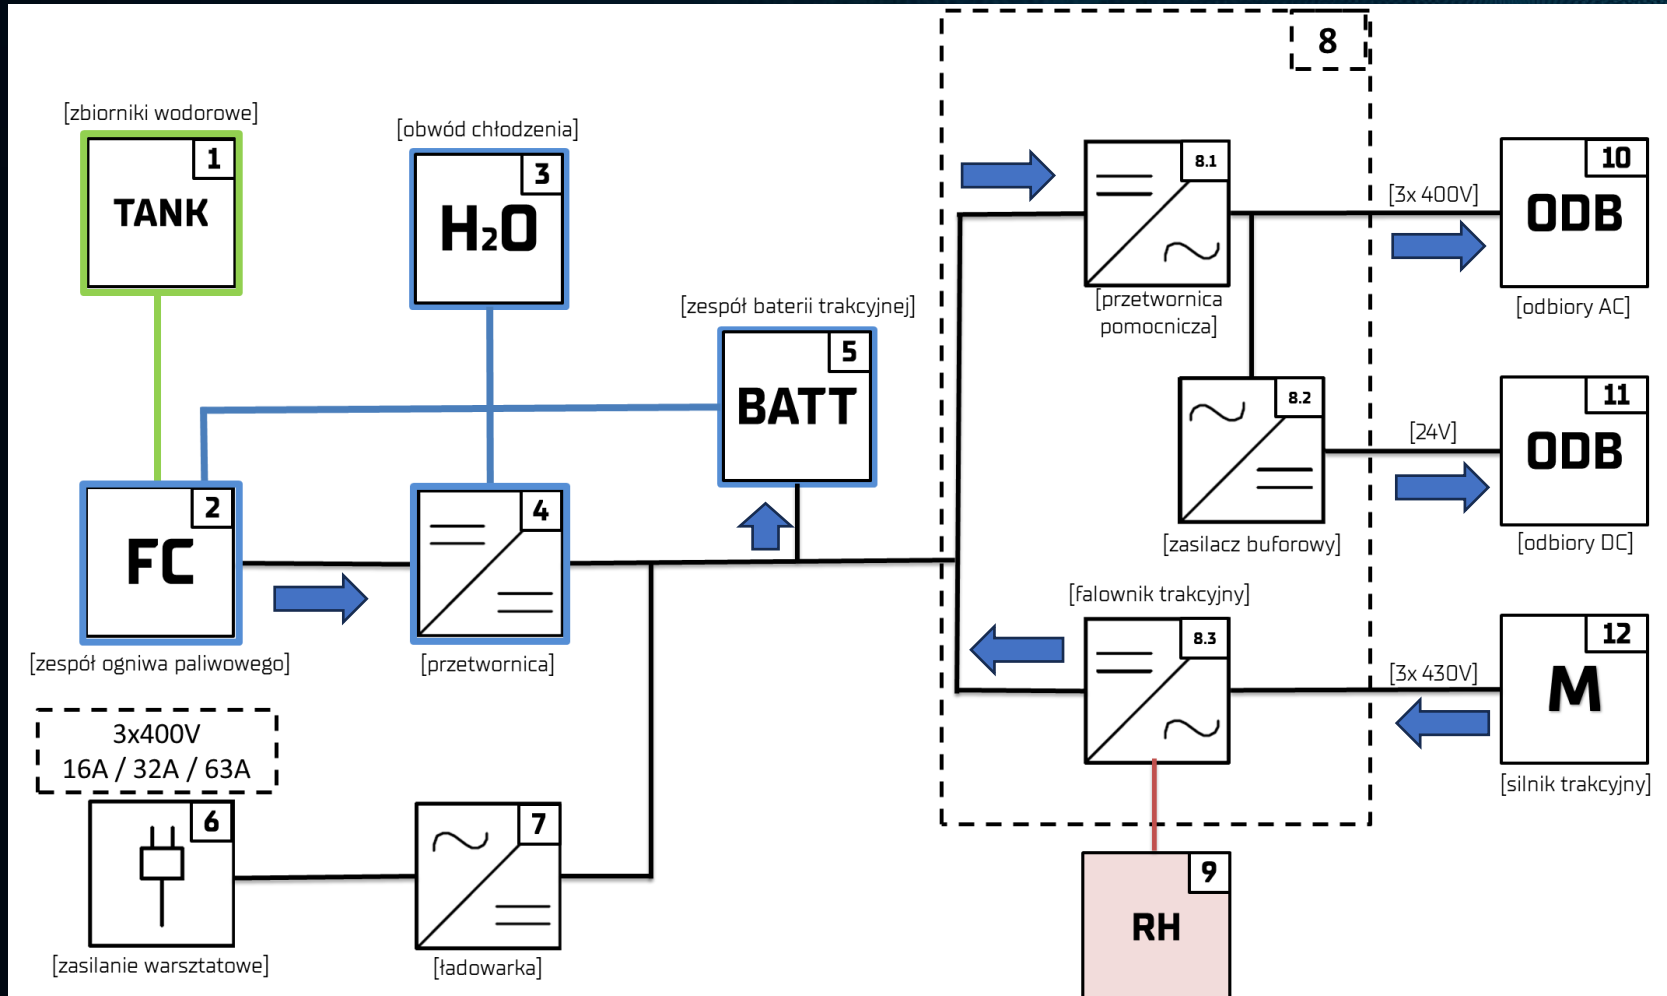 8
[zbiorniki wodorowe]
1
TANK
[obwód chłodzenia]
3
H₂O
[zespół baterii trakcyjnej]
5
BATT
2
FC
[zespół ogniwa paliwowego]
4
[przetwornica]
3x400V
16A / 32A / 63A
6
[zasilanie warsztatowe]
7
[ładowarka]
8.1
[przetwornica
pomocnicza]
[3x 400V]
10
ODB
[odbiory AC]
8.2
[zasilacz buforowy]
[24V]
11
ODB
[odbiory DC]
[falownik trakcyjny]
8.3
[3x 430V]
12
M
[silnik trakcyjny]
9
RH